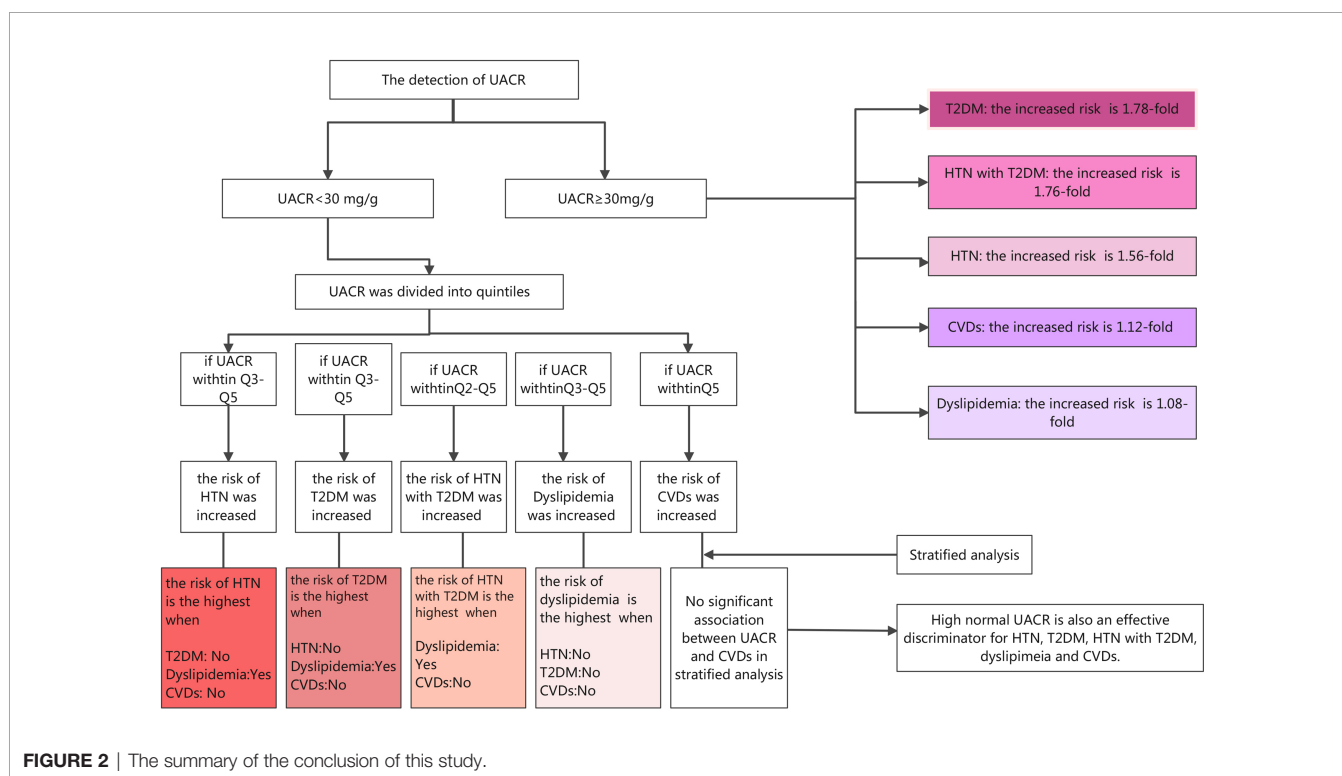 The detection of UACR
UACR<30 mg/g
UACR≥30mg/g
UACR was divided into quintiles
if UACR
withtin Q3-
Q5
if UACR
withtin Q3-
Q5
if UACR
withtinQ2-Q5
if UACR
withtinQ3-Q5
if UACR
withtinQ5
the risk of
HTN was
increased
the risk of
T2DM was
increased
the risk of HTN
with T2DM was
increased
the risk of
Dyslipidemia
was increased
the risk of
CVDs was
increased
the risk of HTN
is the highest
when
T2DM: No
Dyslipidemia:Yes
CVDs: No
the risk of T2DM
is the highest
when
HTN:No
Dyslipidemia:Yes
CVDs:No
the risk of HTN
with T2DM is the
highest when
Dyslipidemia:
Yes
CVDs:No
the risk of
dyslipidemia is
the highest when
HTN:No
T2DM:No
CVDs:No
No significant
association
between UACR
and CVDs in
stratified analysis
T2DM: the increased risk is 1.78-fold
HTN with T2DM: the increased risk is
1.76-fold
HTN: the increased risk is 1.56-fold
CVDs: the increased risk is 1.12-fold
Dyslipidemia: the increased risk is 1.08-
fold
Stratified analysis
High normal UACR is also an effective
discriminator for HTN, T2DM, HTN with T2DM,
dyslipimeia and CVDs.
FIGURE 2 | The summary of the conclusion of this study.